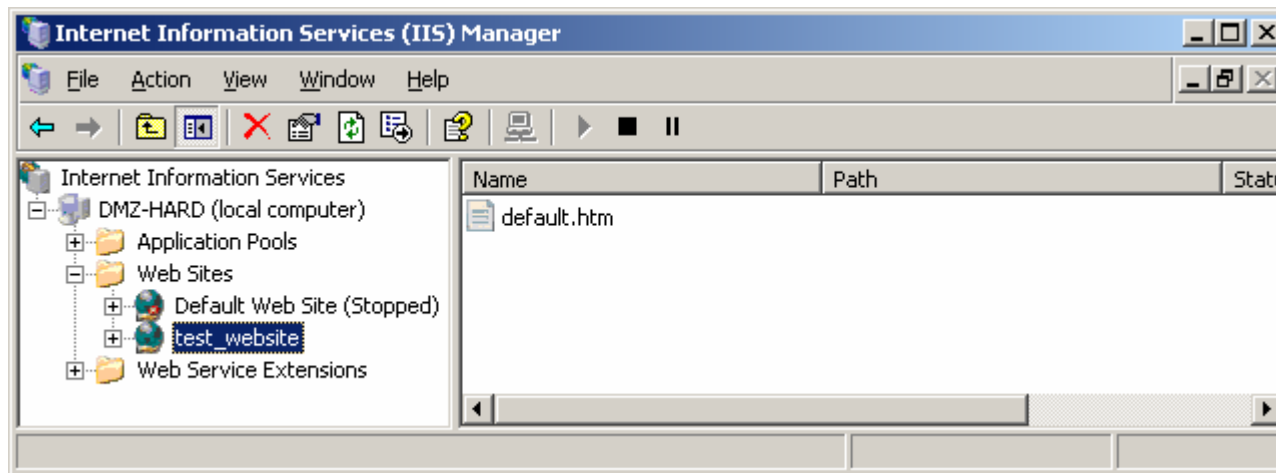 Internet Information Services (IIS) Manager
File Action View Window Help
Internet Information Services
DMZ-HARD (local computer)
Application Pools
Web Sites
Default Web Site (Stopped)
test_website
Web Service Extensions
Name Path Statu
default.htm